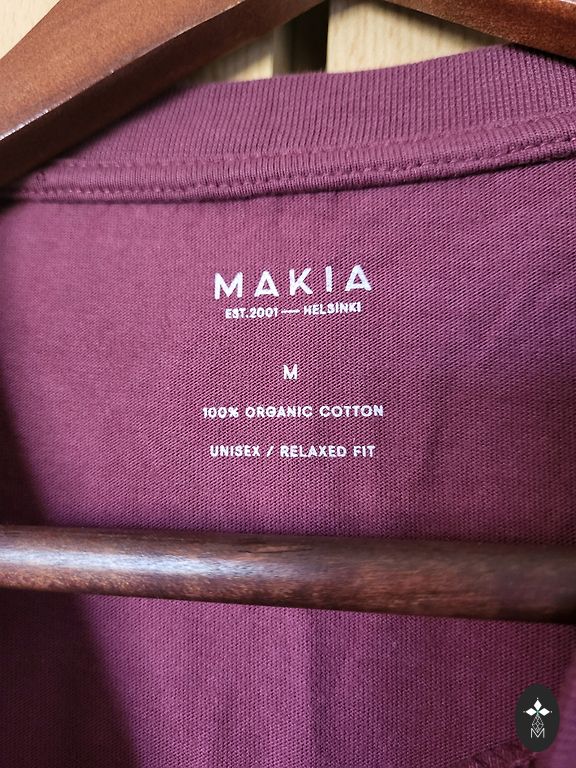 MAKIA
EST.2001 — HELSINKI
M
100% ORGANIC COTTON
UNISEX / RELAXED FIT
M